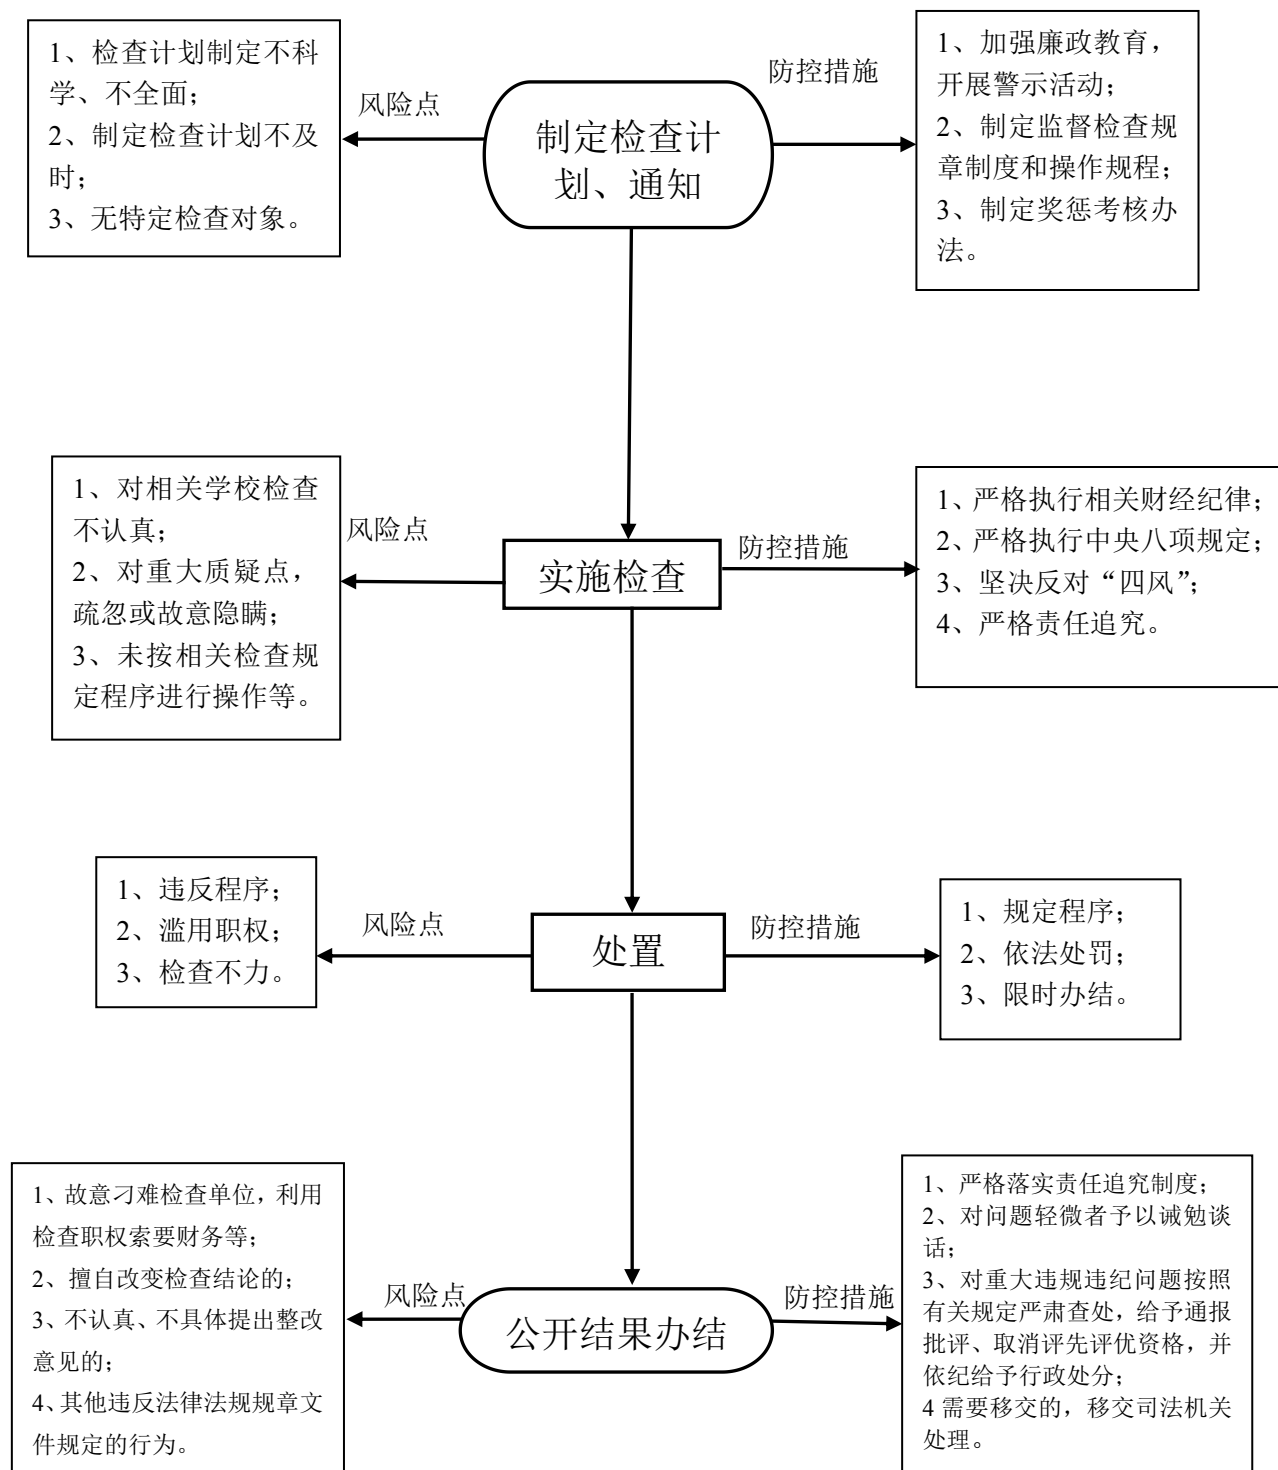 1、检查计划制定不科
学、不全面；
2、制定检查计划不及
时；
3、无特定检查对象。
风险点
制定检查计
划、通知
防控措施
1、加强廉政教育，
开展警示活动；
2、制定监督检查规
章制度和操作规程；
3、制定奖惩考核办
法。
1、对相关学校检查
不认真；
2、对重大质疑点，
疏忽或故意隐瞒；
3、未按相关检查规
定程序进行操作等。
风险点
实施检查
防控措施
1、严格执行相关财经纪律；
2、严格执行中央八项规定；
3、坚决反对“四风”；
4、严格责任追究。
1、违反程序；
2、滥用职权；
3、检查不力。
风险点
处置
防控措施
1、规定程序；
2、依法处罚；
3、限时办结。
1、故意刁难检查单位，利用
检查职权索要财务等；
2、擅自改变检查结论的；
3、不认真、不具体提出整改
意见的；
4、其他违反法律法规规章文
件规定的行为。
风险点
公开结果办结
防控措施
1、严格落实责任追究制度；
2、对问题轻微者予以诫勉谈
话；
3、对重大违规违纪问题按照
有关规定严肃查处，给予通报
批评、取消评先评优资格，并
依纪给予行政处分；
4 需要移交的，移交司法机关
处理。